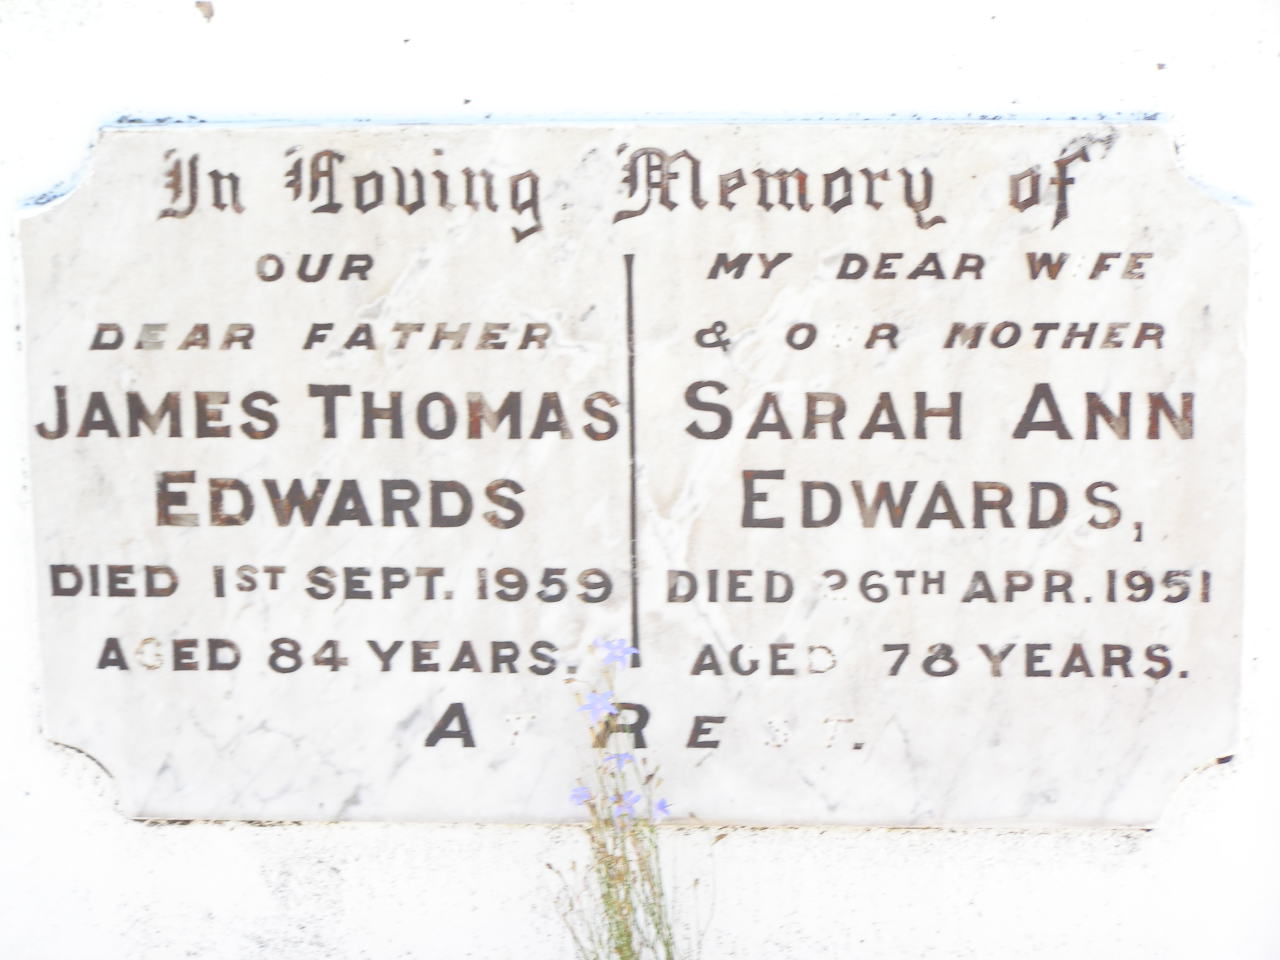 In Loving Memory of
OUR
DEAR FATHER
JAMES THOMAS
EDWARDS
DIED 1ST SEPT. 1959
AGED 84 YEARS.
MY DEAR WIFE
& OUR MOTHER
SARAH ANN
EDWARDS,
DIED 26TH APR. 1951
AGED 78 YEARS.
AT REST.